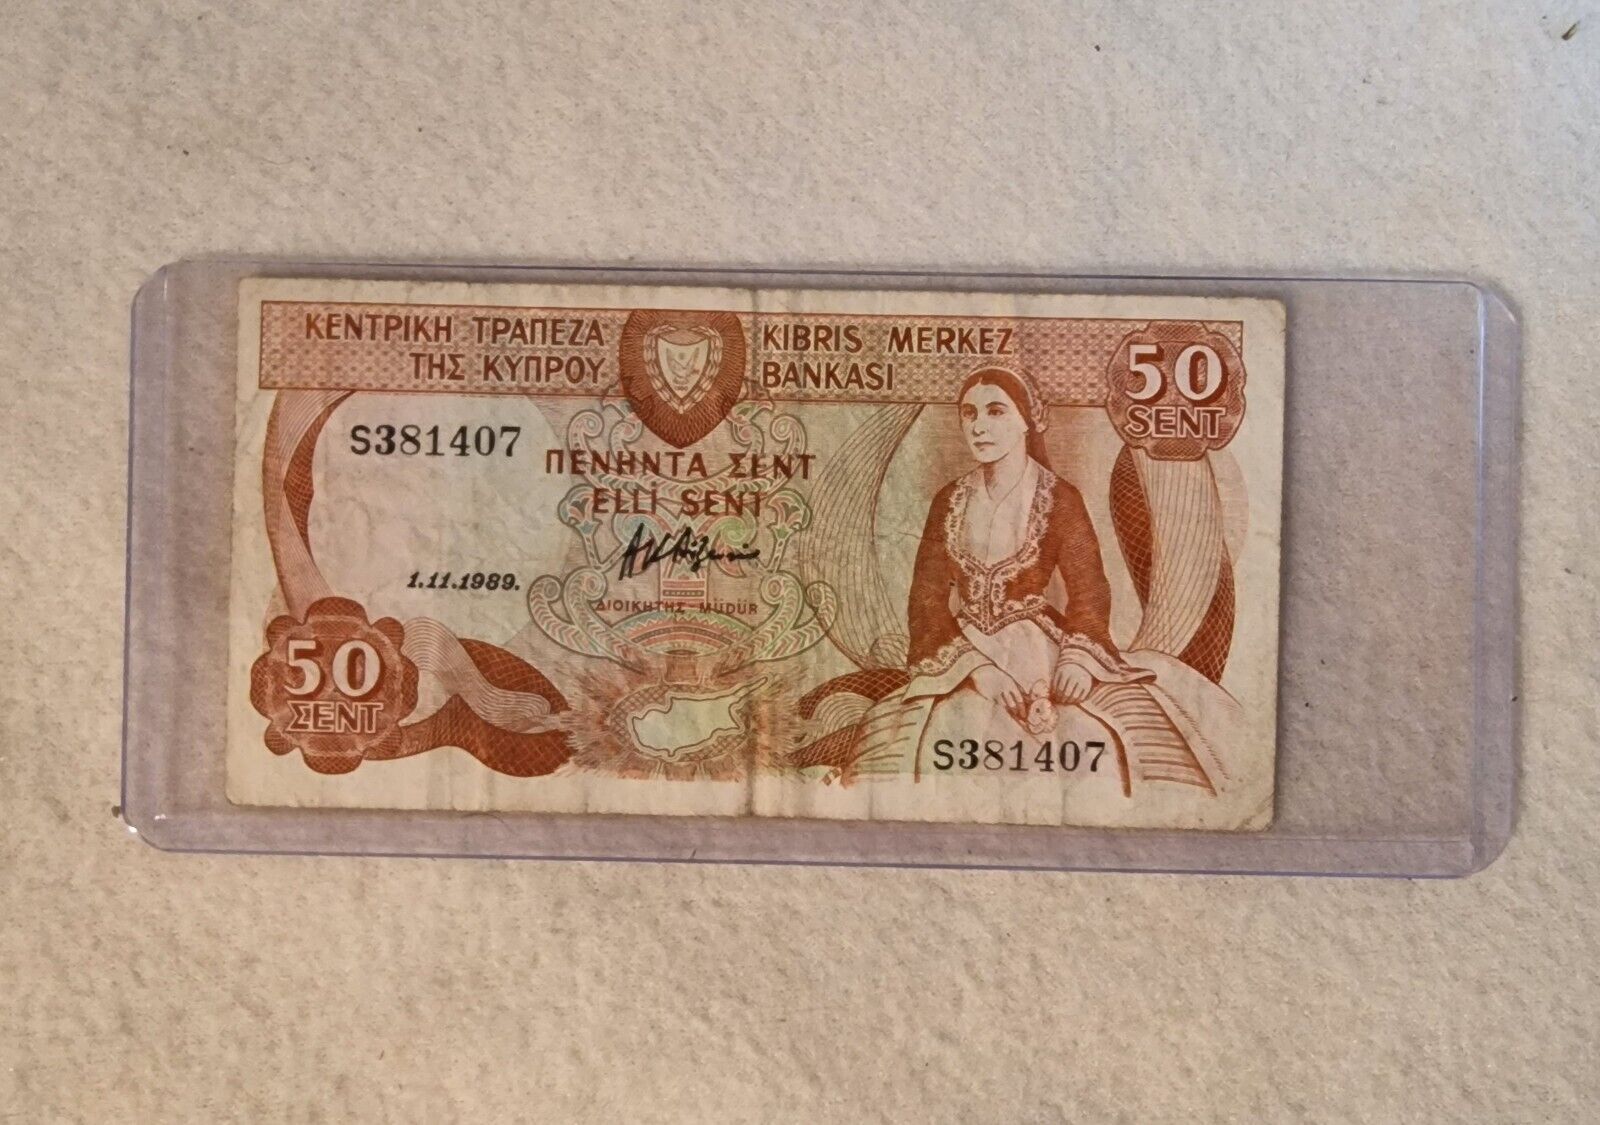 ΚΕΝΤΡΙΚΗ ΤΡΑΠΕΖΑ
ΤΗΣ ΚΥΠΡΟΥ
KIBRIS MERKEZ
BANKASI
50
SENT
S381407
ΠΕΝΗΝΤΑ ΣΕΝΤ
ELLİ SENT
1.11.1989.
ΔΙΟΙΚΗΤΗΣ - MÜDÜR
50
ΣΕΝΤ
S381407